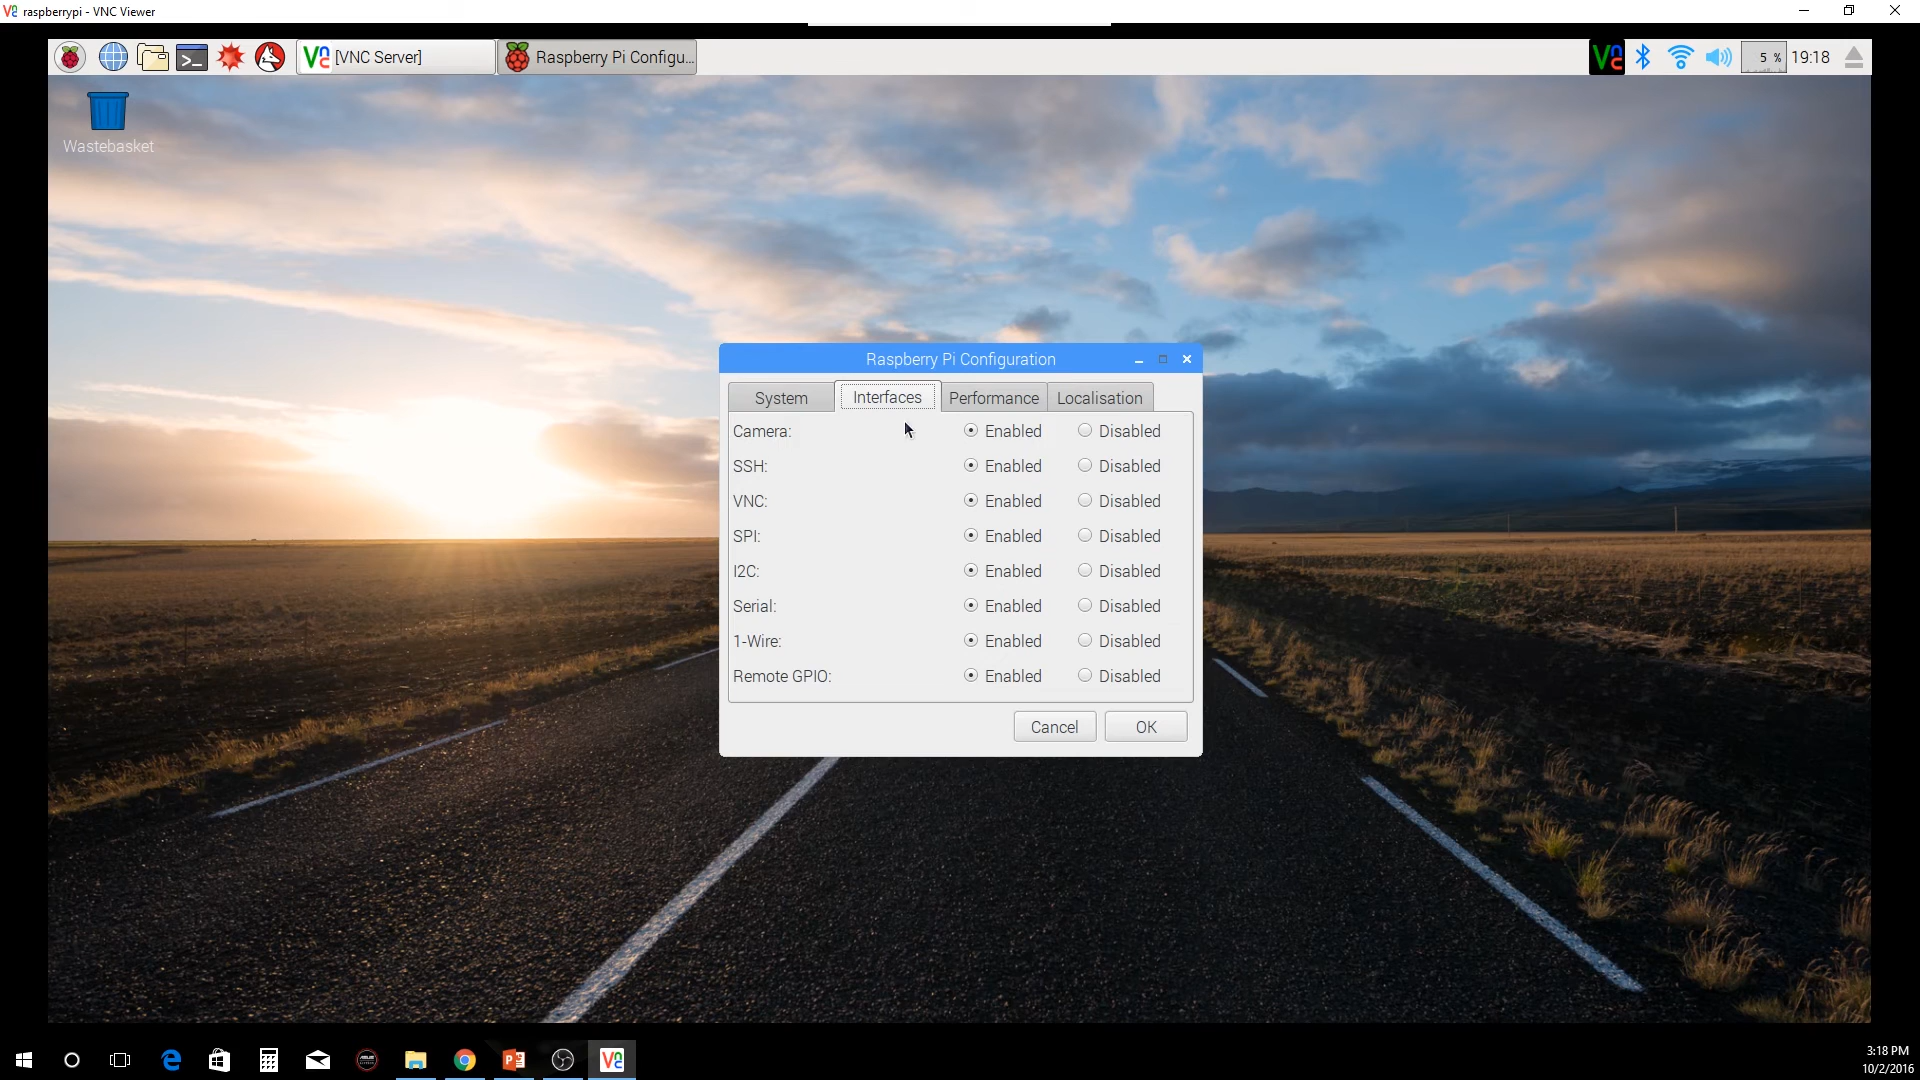 raspberrypi - VNC Viewer
[VNC Server]
Raspberry Pi Configu...
5 %
19:18
Wastebasket
Raspberry Pi Configuration
System Interfaces Performance Localisation
Camera: Enabled Disabled
SSH: Enabled Disabled
VNC: Enabled Disabled
SPI: Enabled Disabled
I2C: Enabled Disabled
Serial: Enabled Disabled
1-Wire: Enabled Disabled
Remote GPIO: Enabled Disabled
Cancel OK
3:18 PM
10/2/2016